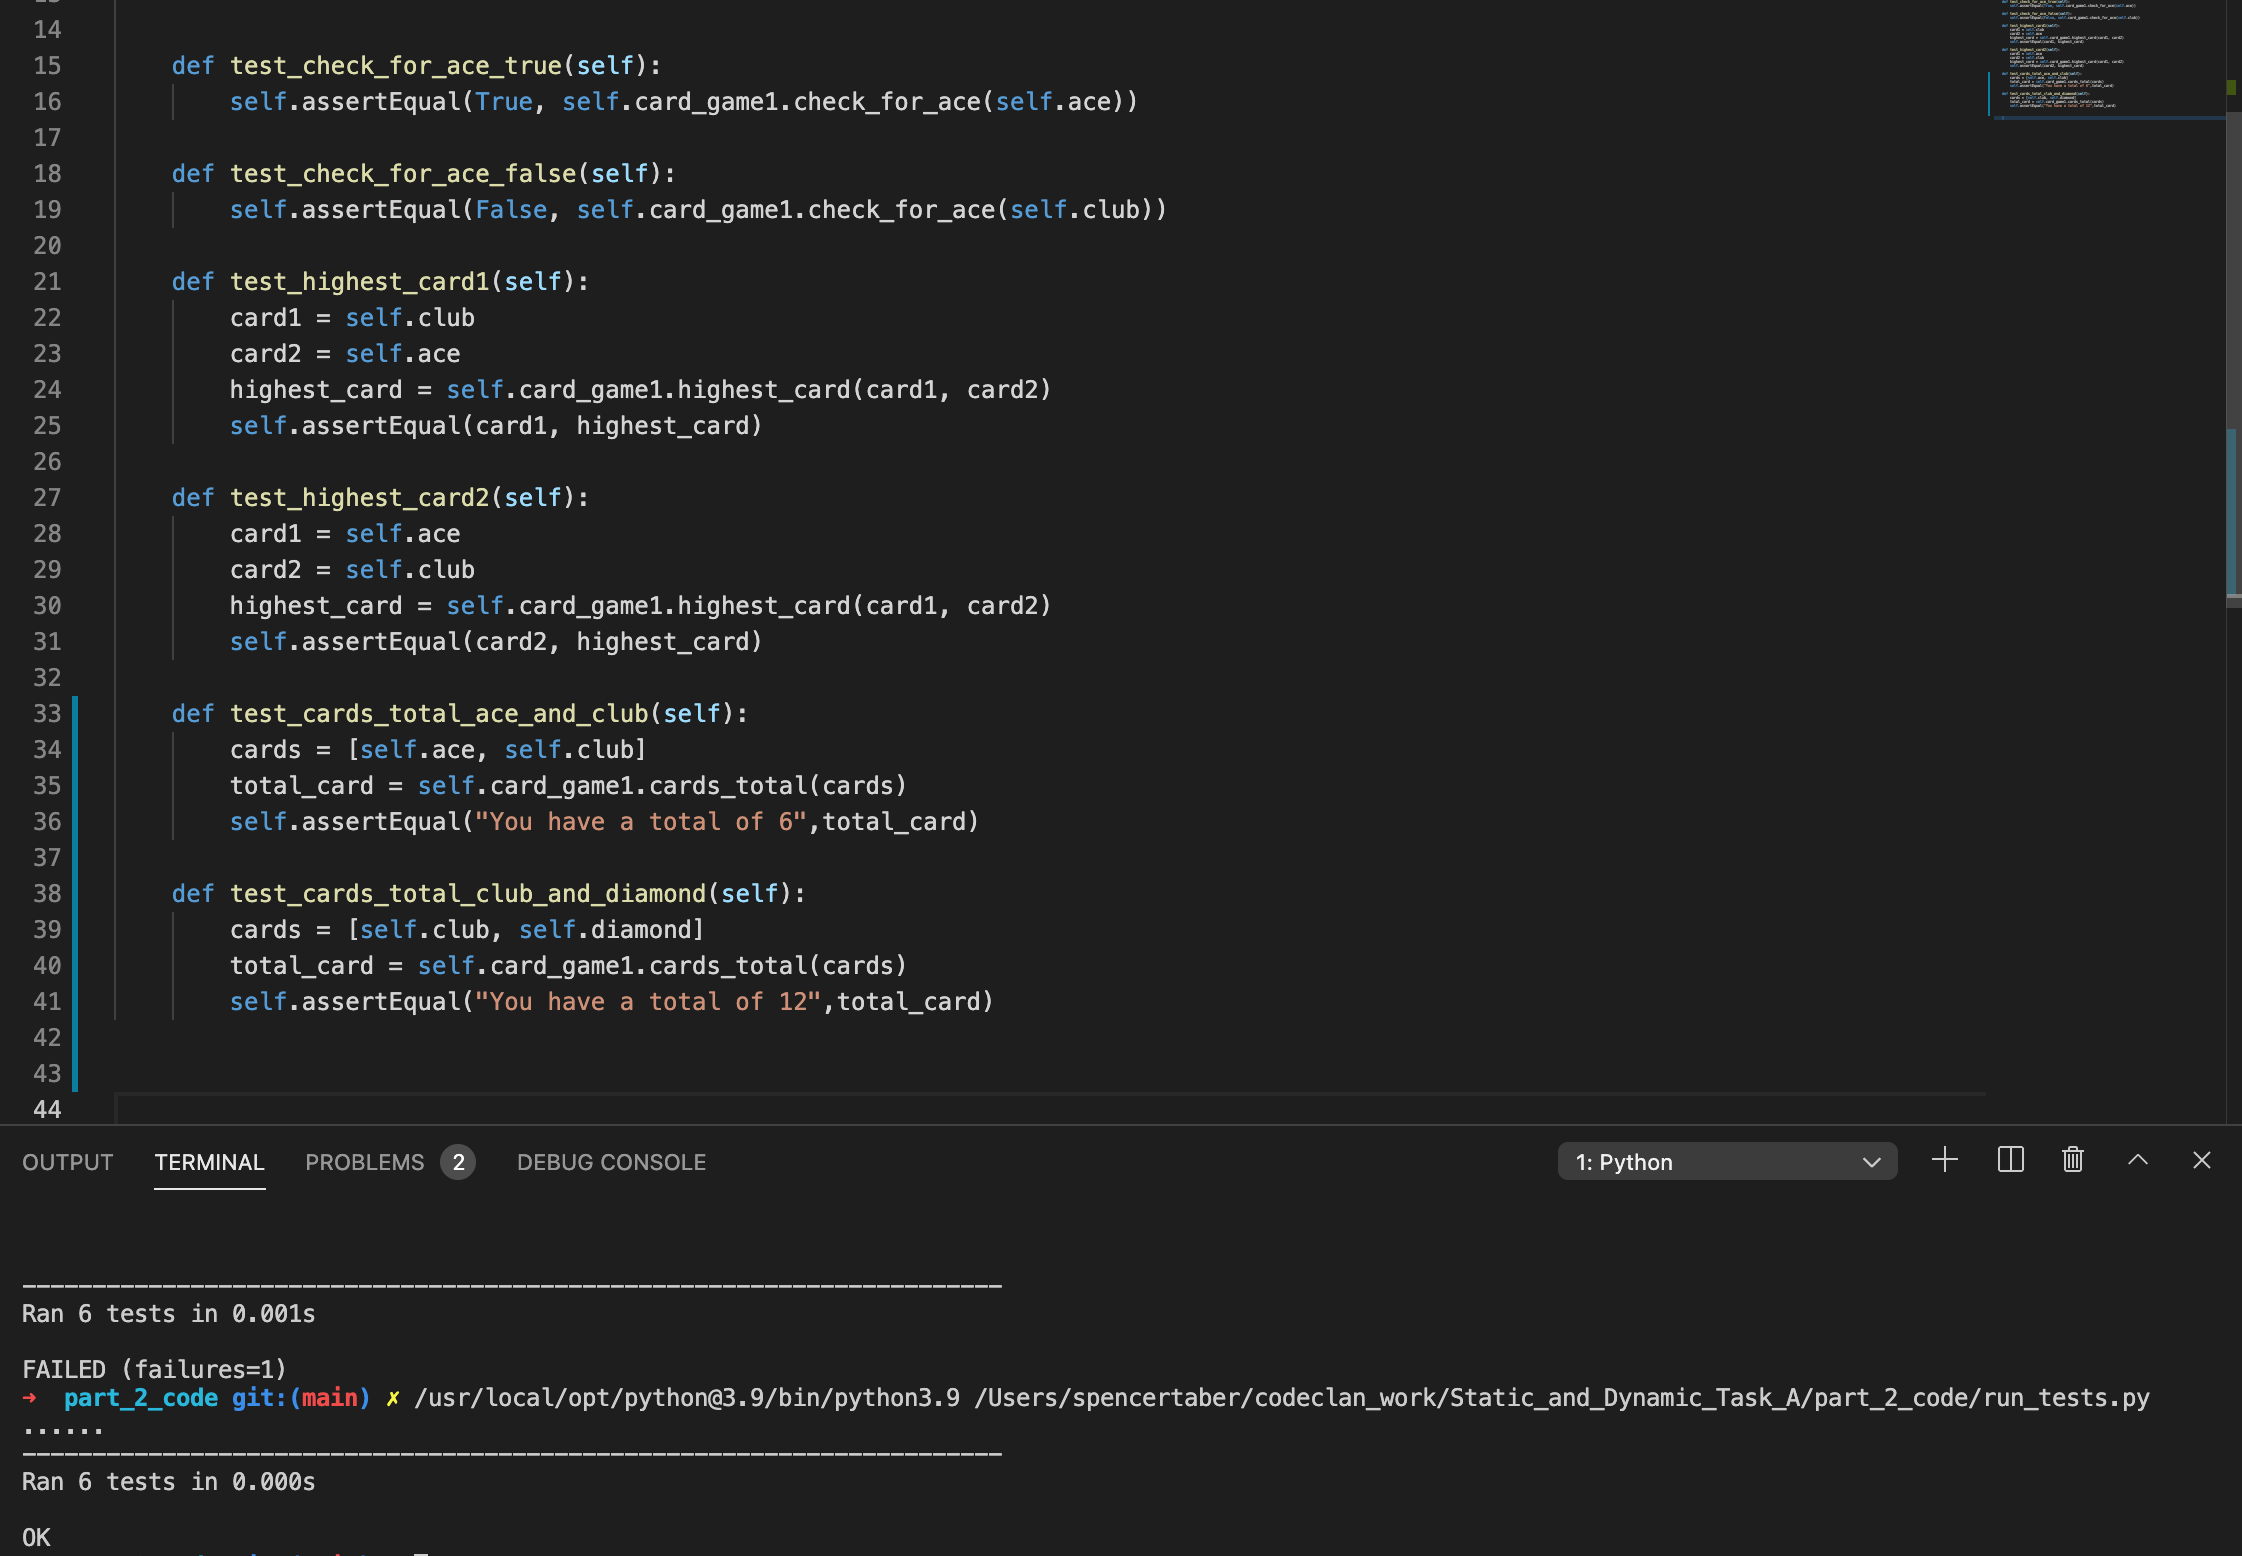 14
15 def test_check_for_ace_true(self):
16 self.assertEqual(True, self.card_game1.check_for_ace(self.ace))
17
18 def test_check_for_ace_false(self):
19 self.assertEqual(False, self.card_game1.check_for_ace(self.club))
20
21 def test_highest_card1(self):
22 card1 = self.club
23 card2 = self.ace
24 highest_card = self.card_game1.highest_card(card1, card2)
25 self.assertEqual(card1, highest_card)
26
27 def test_highest_card2(self):
28 card1 = self.ace
29 card2 = self.club
30 highest_card = self.card_game1.highest_card(card1, card2)
31 self.assertEqual(card2, highest_card)
32
33 def test_cards_total_ace_and_club(self):
34 cards = [self.ace, self.club]
35 total_card = self.card_game1.cards_total(cards)
36 self.assertEqual("You have a total of 6",total_card)
37
38 def test_cards_total_club_and_diamond(self):
39 cards = [self.club, self.diamond]
40 total_card = self.card_game1.cards_total(cards)
41 self.assertEqual("You have a total of 12",total_card)
42
43
44
OUTPUT TERMINAL PROBLEMS 2 DEBUG CONSOLE 1: Python
----------------------------------------------------------------------
Ran 6 tests in 0.001s
FAILED (failures=1)
➜ part_2_code git:(main) ✗ /usr/local/opt/python@3.9/bin/python3.9 /Users/spencertaber/codeclan_work/Static_and_Dynamic_Task_A/part_2_code/run_tests.py
......
----------------------------------------------------------------------
Ran 6 tests in 0.000s
OK